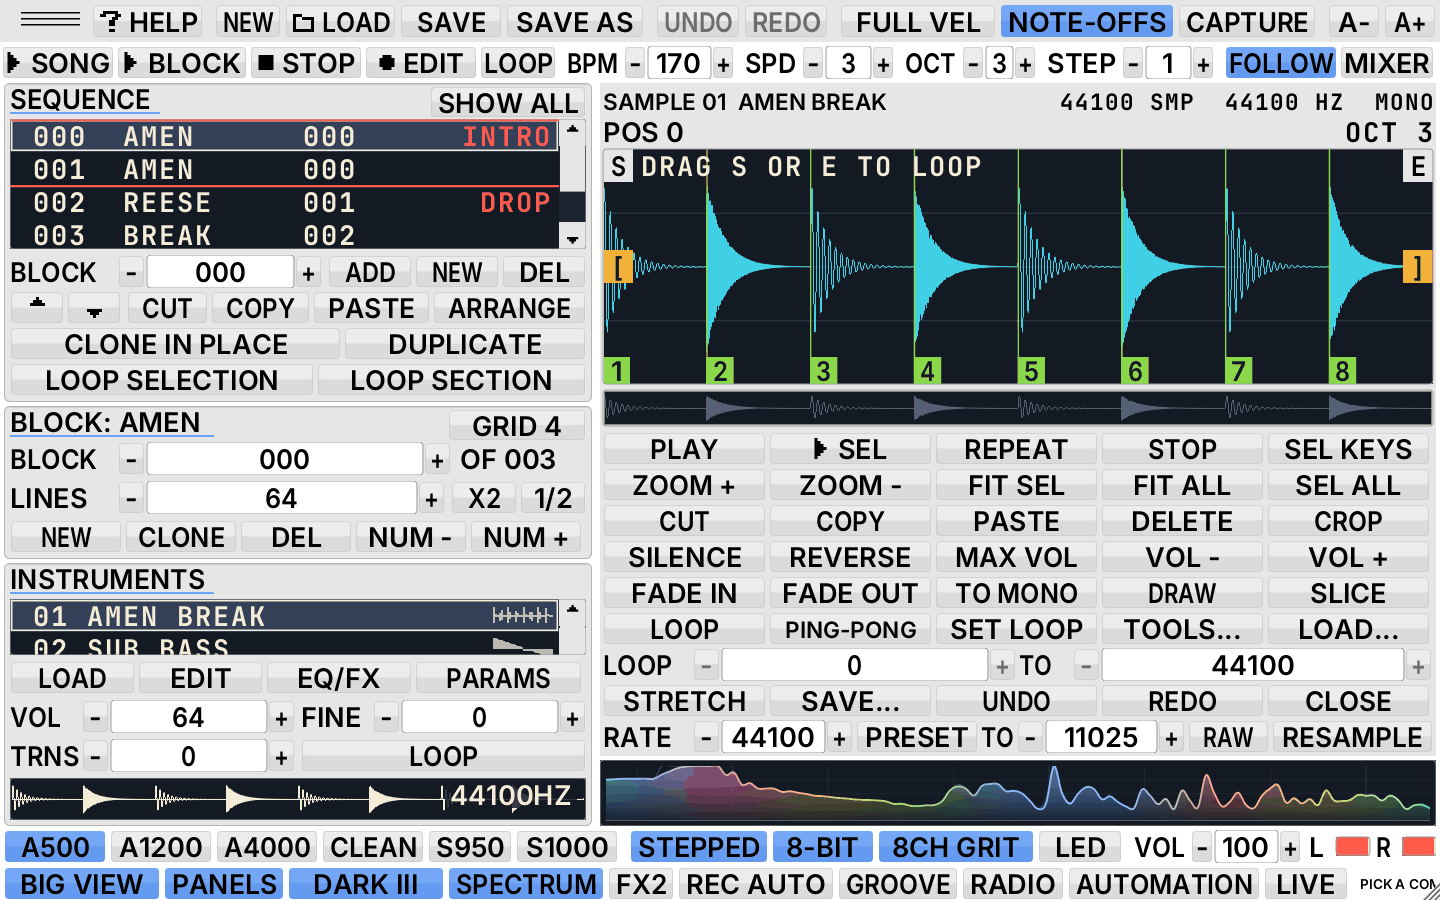 ? HELP NEW LOAD SAVE SAVE AS UNDO REDO FULL VEL NOTE-OFFS CAPTURE A- A+
SONG BLOCK STOP EDIT LOOP BPM - 170 + SPD - 3 + OCT - 3 + STEP - 1 + FOLLOW MIXER
SEQUENCE SHOW ALL
000 AMEN 000 INTRO
001 AMEN 000
002 REESE 001 DROP
003 BREAK 002
BLOCK - 000 + ADD NEW DEL
CUT COPY PASTE ARRANGE
CLONE IN PLACE DUPLICATE
LOOP SELECTION LOOP SECTION
BLOCK: AMEN GRID 4
BLOCK - 000 + OF 003
LINES - 64 + X2 1/2
NEW CLONE DEL NUM - NUM +
INSTRUMENTS
01 AMEN BREAK
02 SUB BASS
LOAD EDIT EQ/FX PARAMS
VOL - 64 + FINE - 0 +
TRNS - 0 + LOOP
44100HZ
SAMPLE 01 AMEN BREAK 44100 SMP 44100 HZ MONO
POS 0 OCT 3
S DRAG S OR E TO LOOP E
[ ]
1 2 3 4 5 6 7 8
PLAY SEL REPEAT STOP SEL KEYS
ZOOM + ZOOM - FIT SEL FIT ALL SEL ALL
CUT COPY PASTE DELETE CROP
SILENCE REVERSE MAX VOL VOL - VOL +
FADE IN FADE OUT TO MONO DRAW SLICE
LOOP PING-PONG SET LOOP TOOLS... LOAD...
LOOP - 0 + TO - 44100 +
STRETCH SAVE... UNDO REDO CLOSE
RATE - 44100 + PRESET TO - 11025 + RAW RESAMPLE
A500 A1200 A4000 CLEAN S950 S1000 STEPPED 8-BIT 8CH GRIT LED VOL - 100 + L R
BIG VIEW PANELS DARK III SPECTRUM FX2 REC AUTO GROOVE RADIO AUTOMATION LIVE PICK A COM